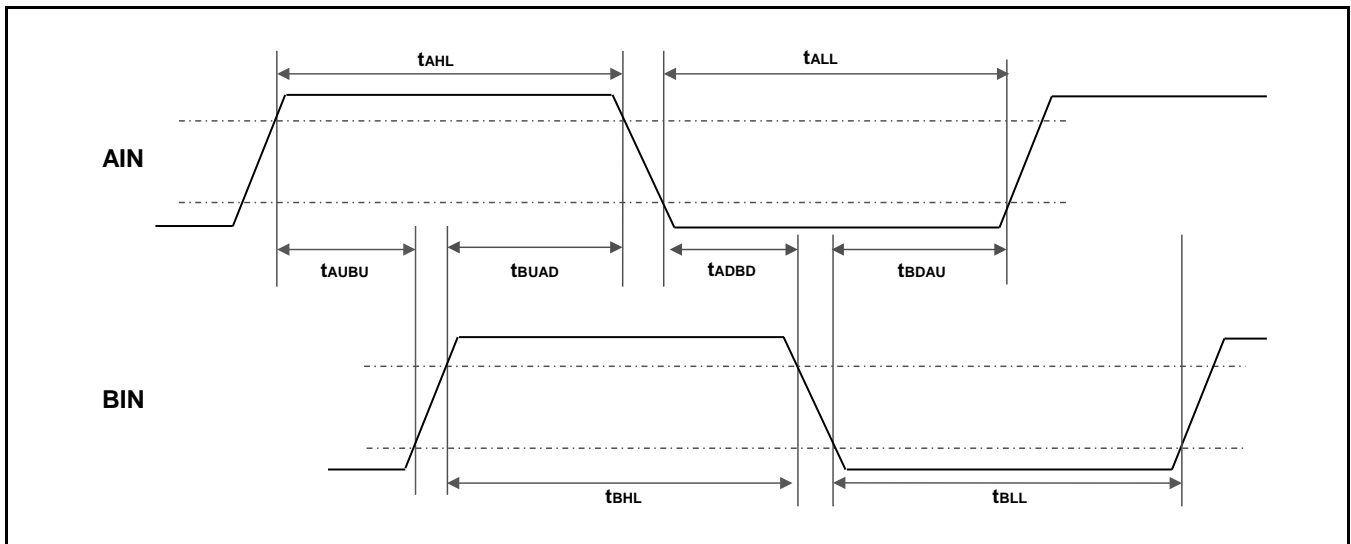 tAHL
tALL
AIN
tAUBU
tBUAD
tADBD
tBDAU
BIN
tBHL
tBLL